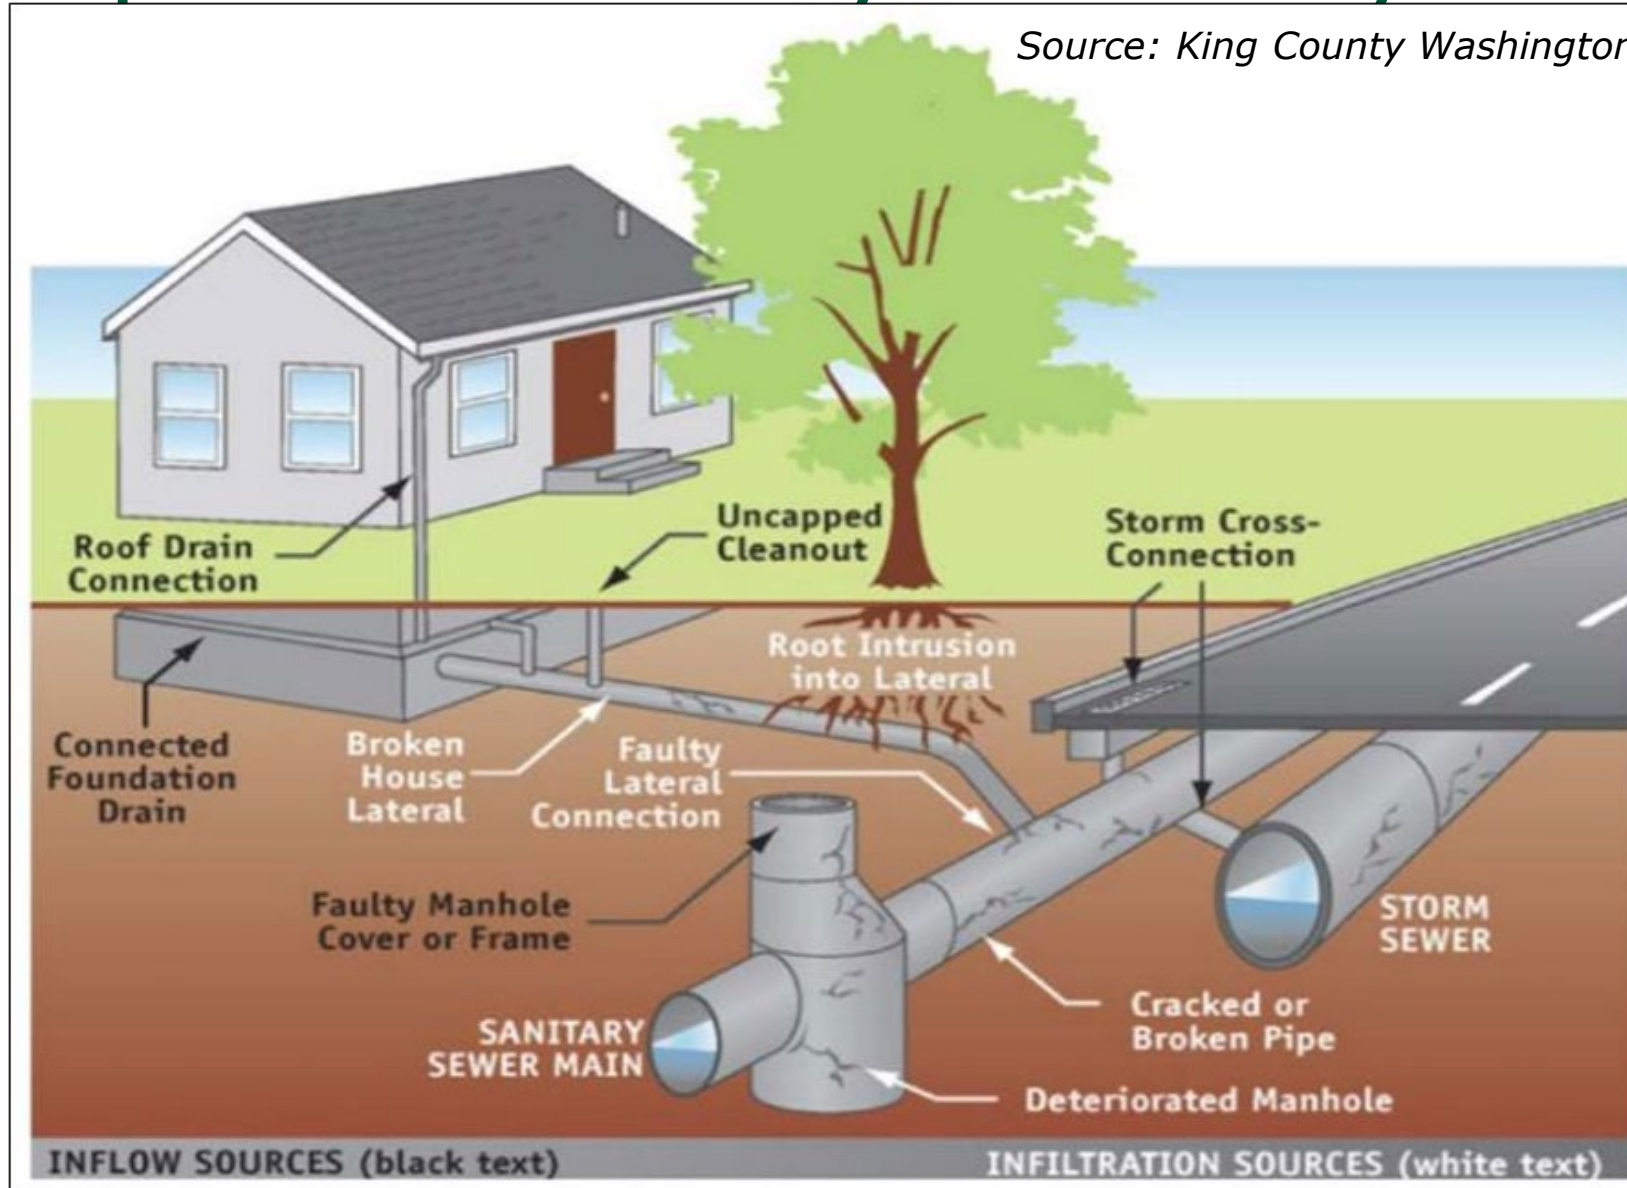 Source: King County Washington
Roof Drain
Connection
Uncapped
Cleanout
Storm Cross-
Connection
Root Intrusion
into Lateral
Connected
Foundation
Drain
Broken
House
Lateral
Faulty
Lateral
Connection
Faulty Manhole
Cover or Frame
STORM
SEWER
SANITARY
SEWER MAIN
Cracked or
Broken Pipe
Deteriorated Manhole
INFLOW SOURCES (black text)
INFILTRATION SOURCES (white text)